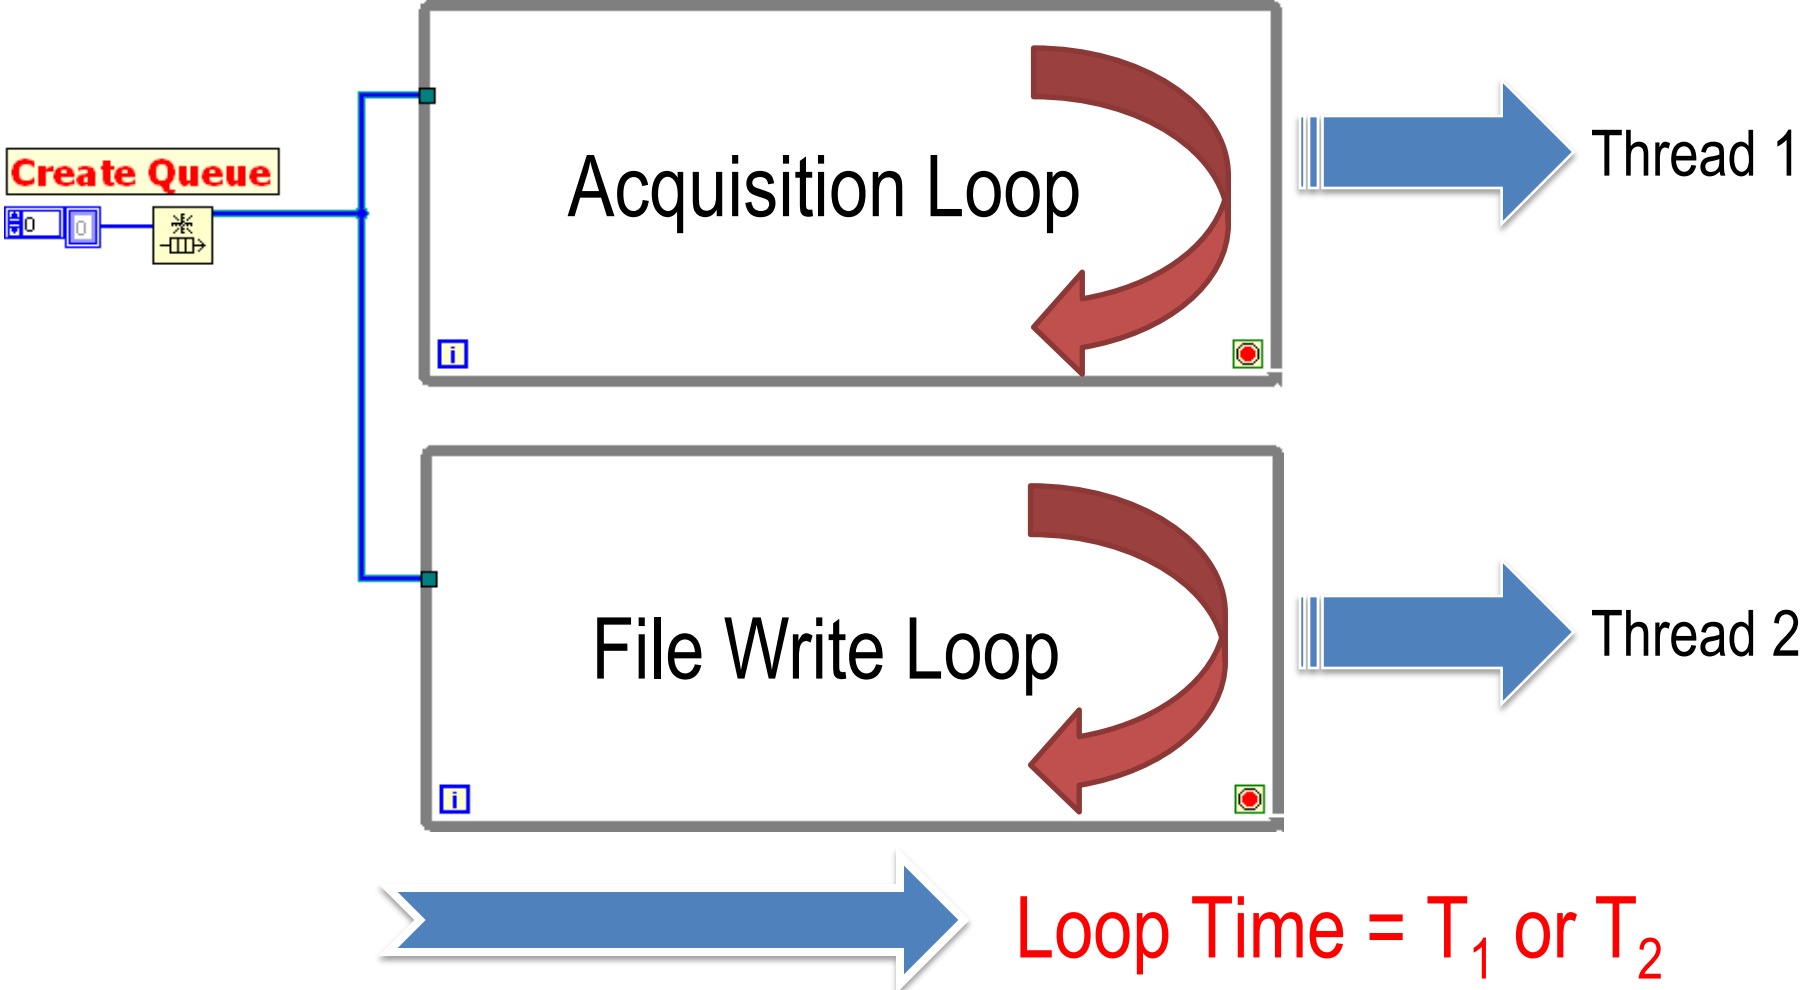 Acquisition Loop
Thread 1
Create Queue
0 0
i
File Write Loop
Thread 2
i
Loop Time = T₁ or T₂